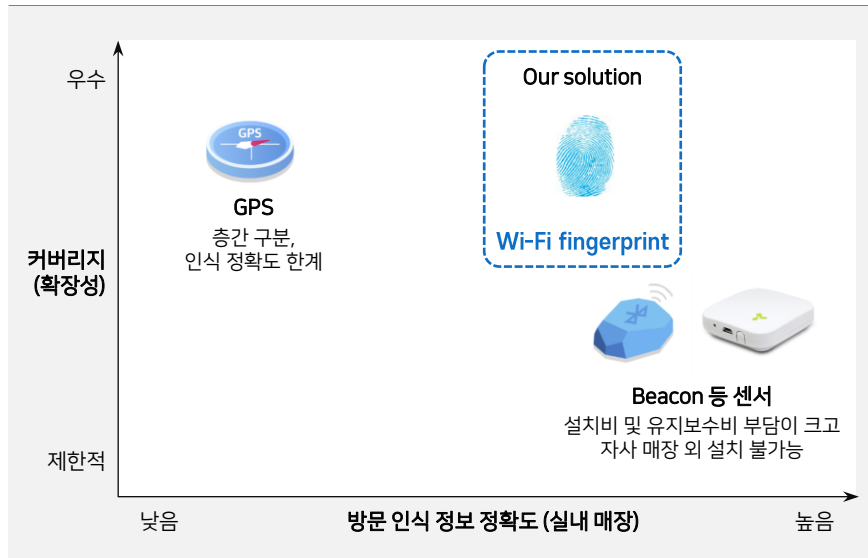 우수
Our solution
GPS
GPS
층간 구분,
인식 정확도 한계
Wi-Fi fingerprint
커버리지
(확장성)
Beacon 등 센서
설치비 및 유지보수비 부담이 크고
자사 매장 외 설치 불가능
제한적
낮음
방문 인식 정보 정확도 (실내 매장)
높음